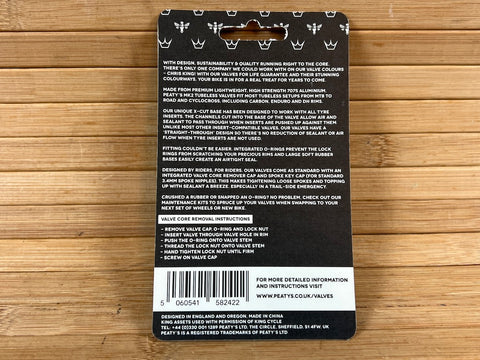 WITH DESIGN, SUSTAINABILITY & QUALITY RUNNING RIGHT TO THE CORE,
THERE'S ONLY ONE COMPANY WE COULD WORK WITH ON OUR VALVE COLOURS
- CHRIS KING! WITH OUR VALVES FOR LIFE GUARANTEE AND THEIR STUNNING
COLOURWAYS, YOUR BIKE IS IN FOR A REAL TREAT FOR YEARS TO COME.
MADE FROM PREMIUM LIGHTWEIGHT, HIGH STRENGTH 7075 ALUMINIUM,
PEATY'S MK2 TUBELESS VALVES FIT MOST TUBELESS SETUPS FROM MTB TO
ROAD AND CYCLOCROSS, INCLUDING CARBON, ENDURO AND DH RIMS.
OUR UNIQUE X-CUT BASE HAS BEEN DESIGNED TO WORK WITH ALL TYRE
INSERTS. THE CHANNELS CUT INTO THE BASE OF THE VALVE ALLOW AIR AND
SEALANT TO PASS THROUGH WHEN INSERTS ARE PUSHED UP AGAINST THEM
UNLIKE MOST OTHER INSERT-COMPATIBLE VALVES. OUR VALVES HAVE A
'STRAIGHT-THROUGH' DESIGN SO THERE'S NO REDUCTION OF SEALANT OR AIR
FLOW WHEN TYRE INSERTS ARE NOT USED.
FITTING COULDN'T BE EASIER. INTEGRATED O-RINGS PREVENT THE LOCK
RINGS FROM SCRATCHING YOUR PRECIOUS RIMS AND LARGE SOFT RUBBER
BASES EASILY CREATE AN AIRTIGHT SEAL.
DESIGNED BY RIDERS, FOR RIDERS. OUR VALVES COME AS STANDARD WITH AN
INTEGRATED VALVE CORE REMOVER CAP AND SPOKE KEY CAP (FOR STANDARD
3.4MM SPOKE NIPPLES). THIS MAKES TIGHTENING LOOSE SPOKES AND TOPPING
UP WITH SEALANT A BREEZE. ESPECIALLY IN A TRAIL-SIDE EMERGENCY.
CRUSHED A RUBBER OR SNAPPED AN O-RING? NO PROBLEM, CHECK OUT OUR
MAINTENANCE KITS TO SPRUCE UP YOUR VALVES WHEN SWAPPING TO YOUR
NEXT SET OF WHEELS OR NEW BIKE.
VALVE CORE REMOVAL INSTRUCTIONS
- REMOVE VALVE CAP, O-RING AND LOCK NUT
- INSERT VALVE THROUGH VALVE HOLE IN RIM
- PUSH THE O-RING ONTO VALVE STEM
- THREAD THE LOCK NUT ONTO VALVE STEM
- HAND TIGHTEN LOCK NUT UNTIL FIRM
- SCREW ON VALVE CAP
5 060541 582422
FOR MORE DETAILED INFORMATION
AND INSTRUCTIONS VISIT
WWW.PEATYS.CO.UK/VALVES
DESIGNED IN ENGLAND AND OREGON. MADE IN CHINA
KING ASSETS USED WITH PERMISSION OF KING CYCLE
TEL: +44 (0)330 001 1289 PEATY'S LTD. THE CIRCLE, SHEFFIELD. S1 4FW. UK
PEATY'S IS A REGISTERED TRADEMARK OF PEATY'S LTD